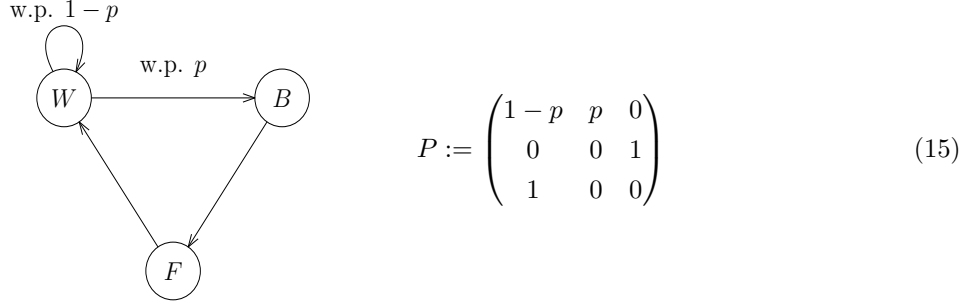 w.p. 1 − p
w.p. p
W
B
F
P := ⎛1 − p p 0⎞
⎜0 0 1⎟
⎝1 0 0⎠
(15)